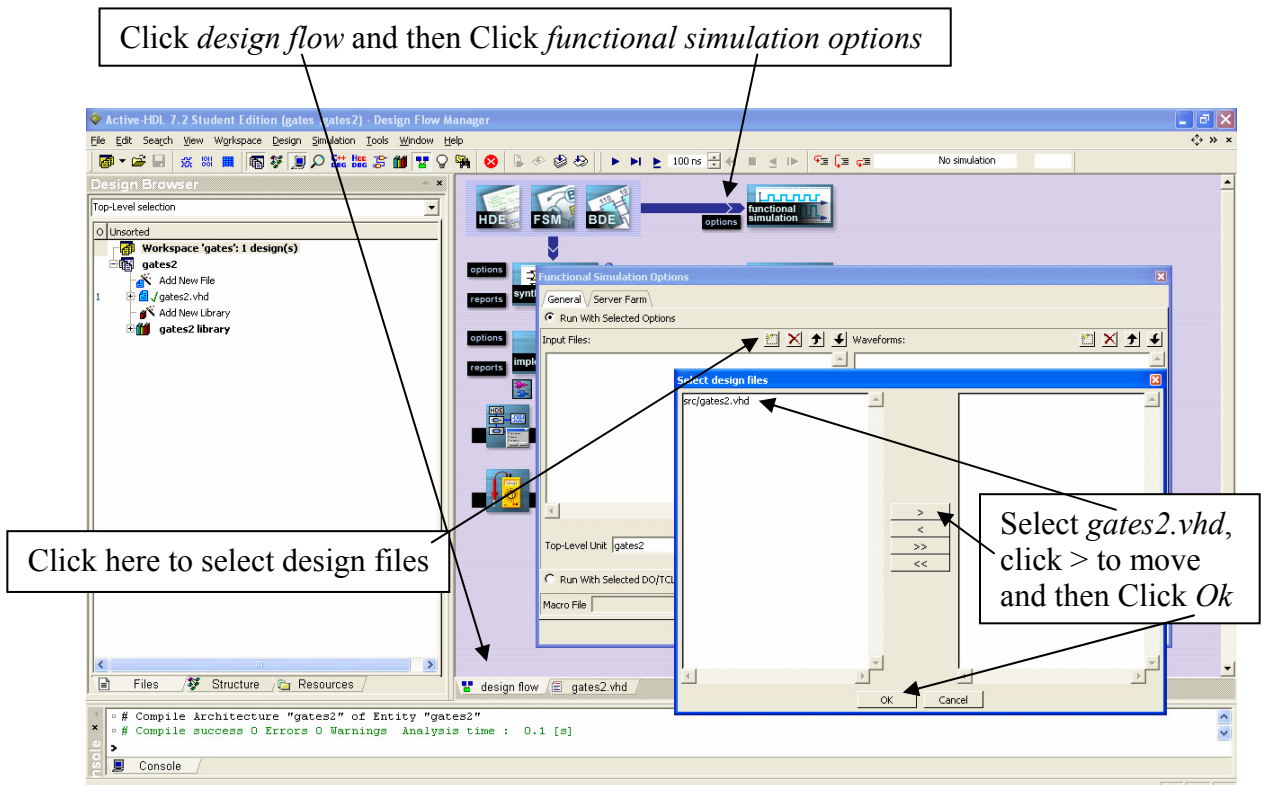 Click design flow and then Click functional simulation options
Active-HDL 7.2 Student Edition (gates ,gates2) - Design Flow Manager
File Edit Search View Workspace Design Simulation Tools Window Help
100 ns
No simulation
Design Browser
Top-Level selection
O Unsorted
Workspace 'gates': 1 design(s)
gates2
Add New File
1 gates2.vhd
Add New Library
gates2 library
HDE FSM BDE
options
functional
simulation
options
reports
synt
options
reports
impl
Functional Simulation Options
General Server Farm
Run With Selected Options
Input Files: Waveforms:
Select design files
src/gates2.vhd
>
<
>>
<<
OK Cancel
Top-Level Unit gates2
Run With Selected DO/TCL
Macro File
Click here to select design files
Select gates2.vhd,
click > to move
and then Click Ok
Files Structure Resources
design flow gates2.vhd
# Compile Architecture "gates2" of Entity "gates2"
# Compile success 0 Errors 0 Warnings Analysis time : 0.1 [s]
>
Console